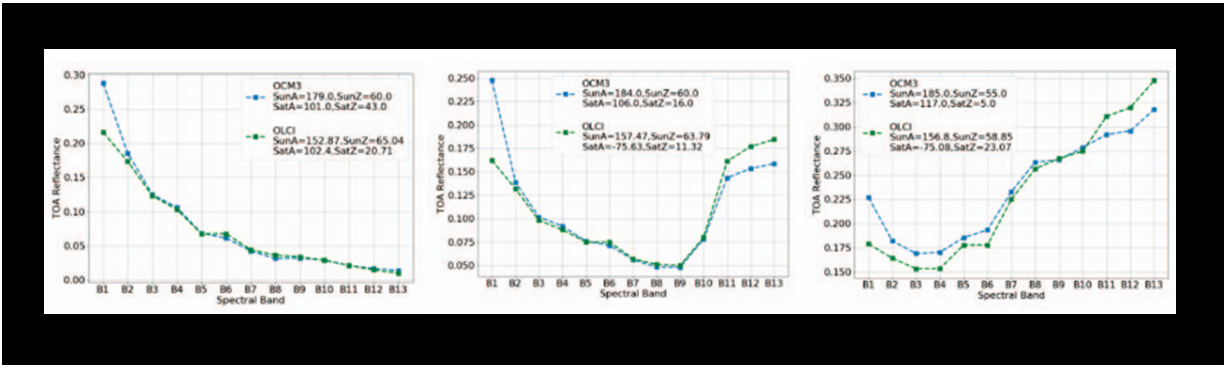 0.30
0.25
0.20
0.15
0.10
0.05
0.00
TOA Reflectance
OCM3
SunA=179.0,SunZ=60.0
SatA=101.0,SatZ=43.0
OLCI
SunA=152.87,SunZ=65.04
SatA=102.4,SatZ=20.71
B1 B2 B3 B4 B5 B6 B7 B8 B9 B10 B11 B12 B13
Spectral Band
0.250
0.225
0.200
0.175
0.150
0.125
0.100
0.075
0.050
TOA Reflectance
OCM3
SunA=184.0,SunZ=60.0
SatA=106.0,SatZ=16.0
OLCI
SunA=157.47,SunZ=63.79
SatA=-75.63,SatZ=11.32
B1 B2 B3 B4 B5 B6 B7 B8 B9 B10 B11 B12 B13
Spectral Band
0.350
0.325
0.300
0.275
0.250
0.225
0.200
0.175
0.150
TOA Reflectance
OCM3
SunA=185.0,SunZ=55.0
SatA=117.0,SatZ=5.0
OLCI
SunA=156.8,SunZ=58.85
SatA=-75.08,SatZ=23.07
B1 B2 B3 B4 B5 B6 B7 B8 B9 B10 B11 B12 B13
Spectral Band